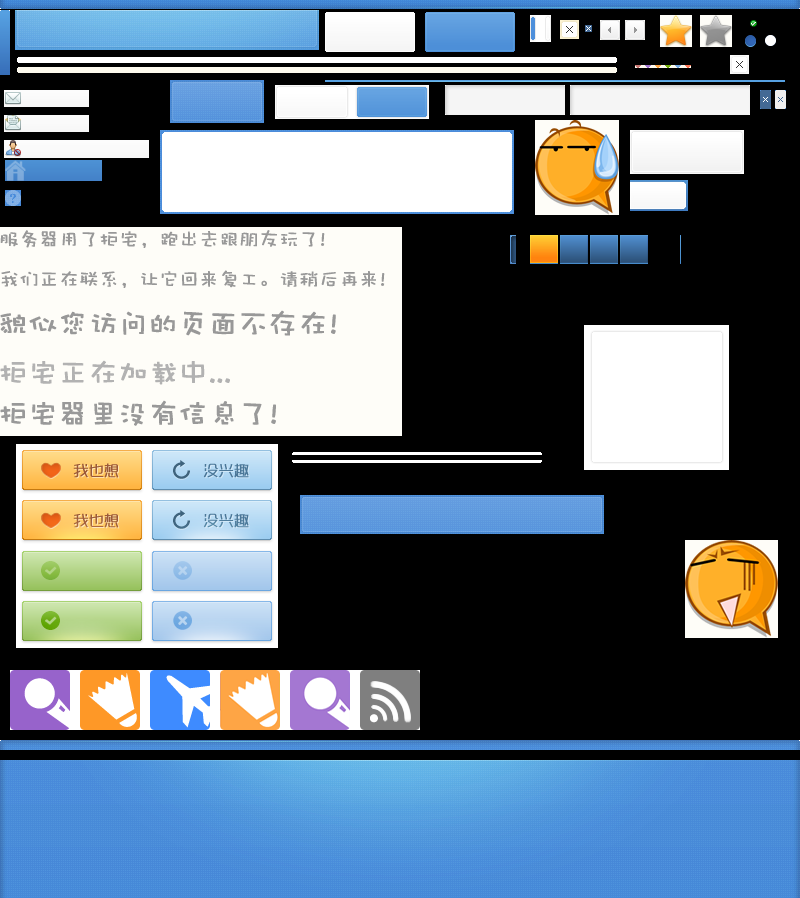 服务器用了拒宅，跑出去跟朋友玩了！
我们正在联系，让它回来复工。请稍后再来！
貌似您访问的页面不存在！
拒宅正在加载中...
拒宅器里没有信息了！
我也想
没兴趣
我也想
没兴趣